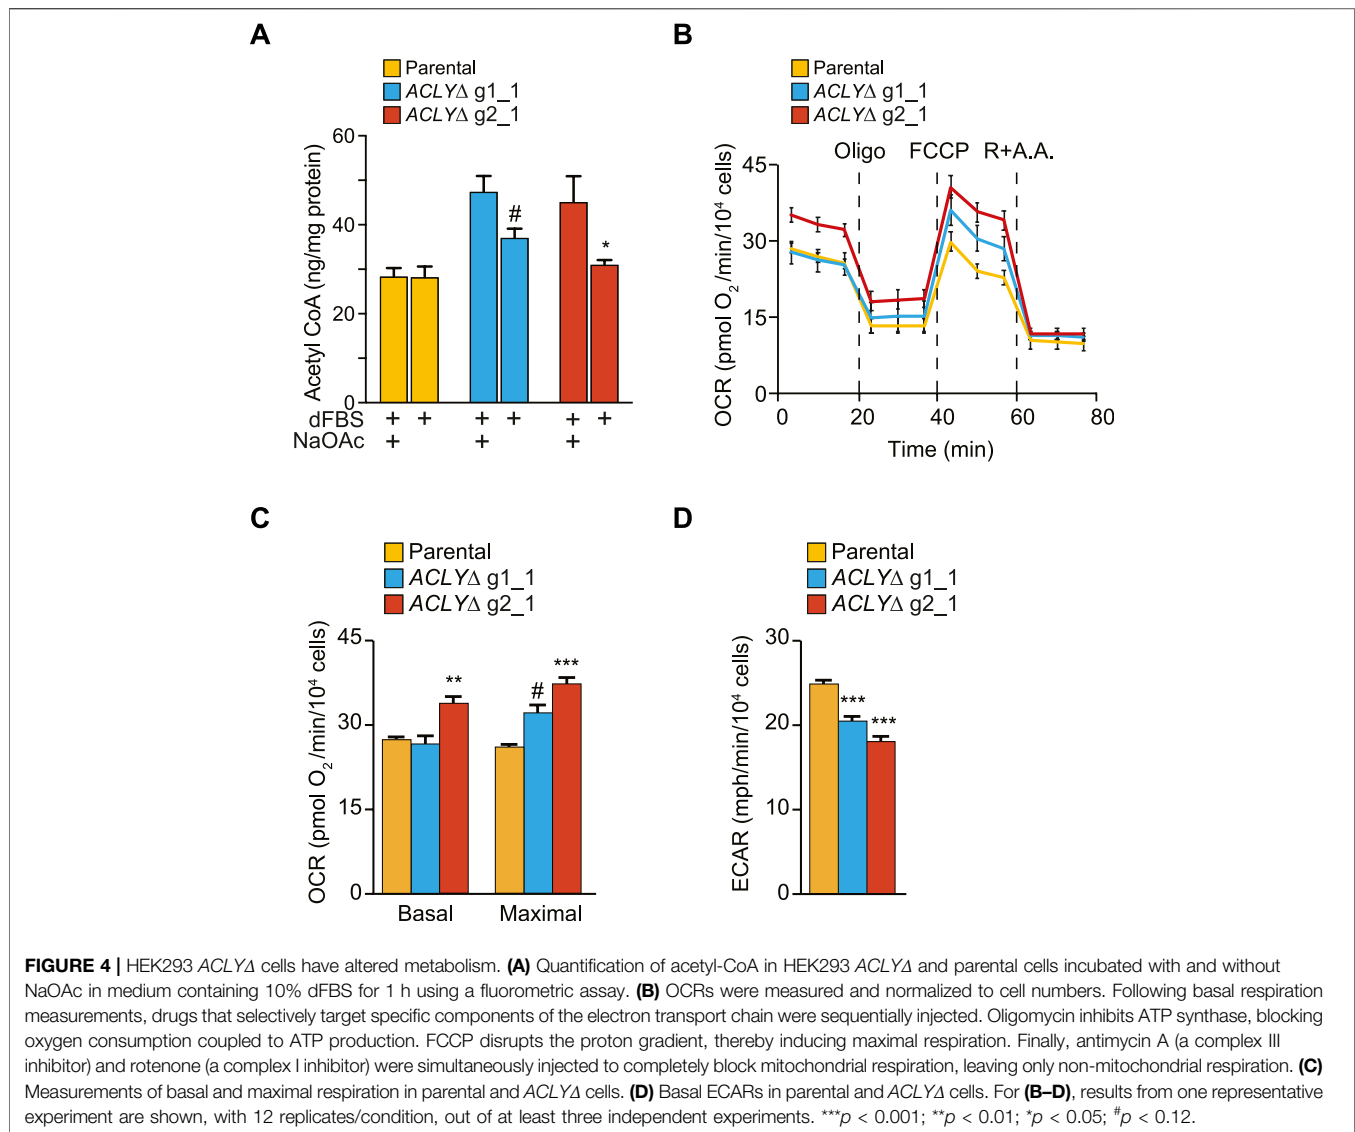 A
Parental
ACLYΔ g1_1
ACLYΔ g2_1
Acetyl CoA (ng/mg protein)
60
40
20
0
#
*
dFBS + + + + + +
NaOAc + + +
B
Parental
ACLYΔ g1_1
ACLYΔ g2_1
Oligo FCCP R+A.A.
OCR (pmol O₂/min/10⁴ cells)
45
30
15
0
0 20 40 60 80
Time (min)
C
Parental
ACLYΔ g1_1
ACLYΔ g2_1
OCR (pmol O₂/min/10⁴ cells)
45
30
15
0
**
#
***
Basal Maximal
D
Parental
ACLYΔ g1_1
ACLYΔ g2_1
ECAR (mph/min/10⁴ cells)
30
20
10
0
***
***
FIGURE 4 | HEK293 ACLYΔ cells have altered metabolism. (A) Quantification of acetyl-CoA in HEK293 ACLYΔ and parental cells incubated with and without
NaOAc in medium containing 10% dFBS for 1 h using a fluorometric assay. (B) OCRs were measured and normalized to cell numbers. Following basal respiration
measurements, drugs that selectively target specific components of the electron transport chain were sequentially injected. Oligomycin inhibits ATP synthase, blocking
oxygen consumption coupled to ATP production. FCCP disrupts the proton gradient, thereby inducing maximal respiration. Finally, antimycin A (a complex III
inhibitor) and rotenone (a complex I inhibitor) were simultaneously injected to completely block mitochondrial respiration, leaving only non-mitochondrial respiration. (C)
Measurements of basal and maximal respiration in parental and ACLYΔ cells. (D) Basal ECARs in parental and ACLYΔ cells. For (B–D), results from one representative
experiment are shown, with 12 replicates/condition, out of at least three independent experiments. ***p < 0.001; **p < 0.01; *p < 0.05; #p < 0.12.